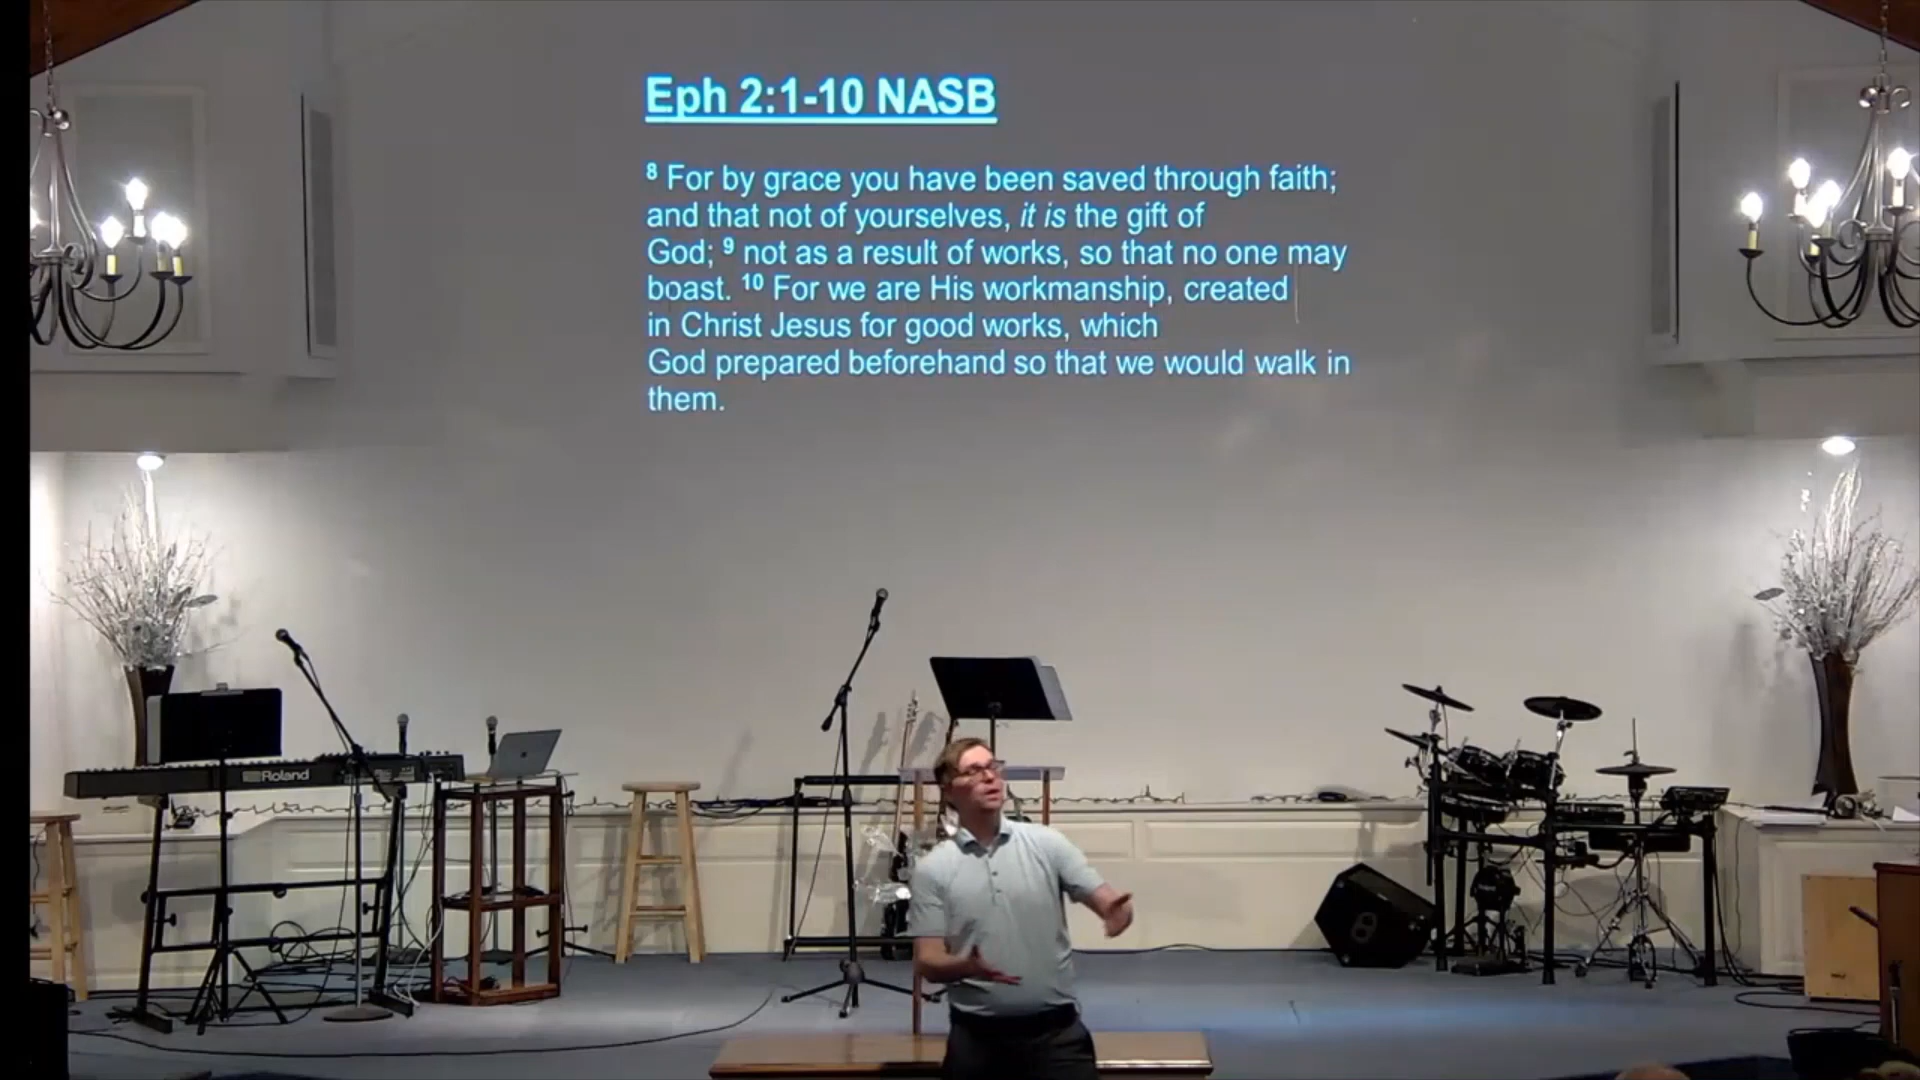 Eph 2:1-10 NASB
8 For by grace you have been saved through faith;
and that not of yourselves, it is the gift of
God; 9 not as a result of works, so that no one may
boast. 10 For we are His workmanship, created
in Christ Jesus for good works, which
God prepared beforehand so that we would walk in
them.
Roland